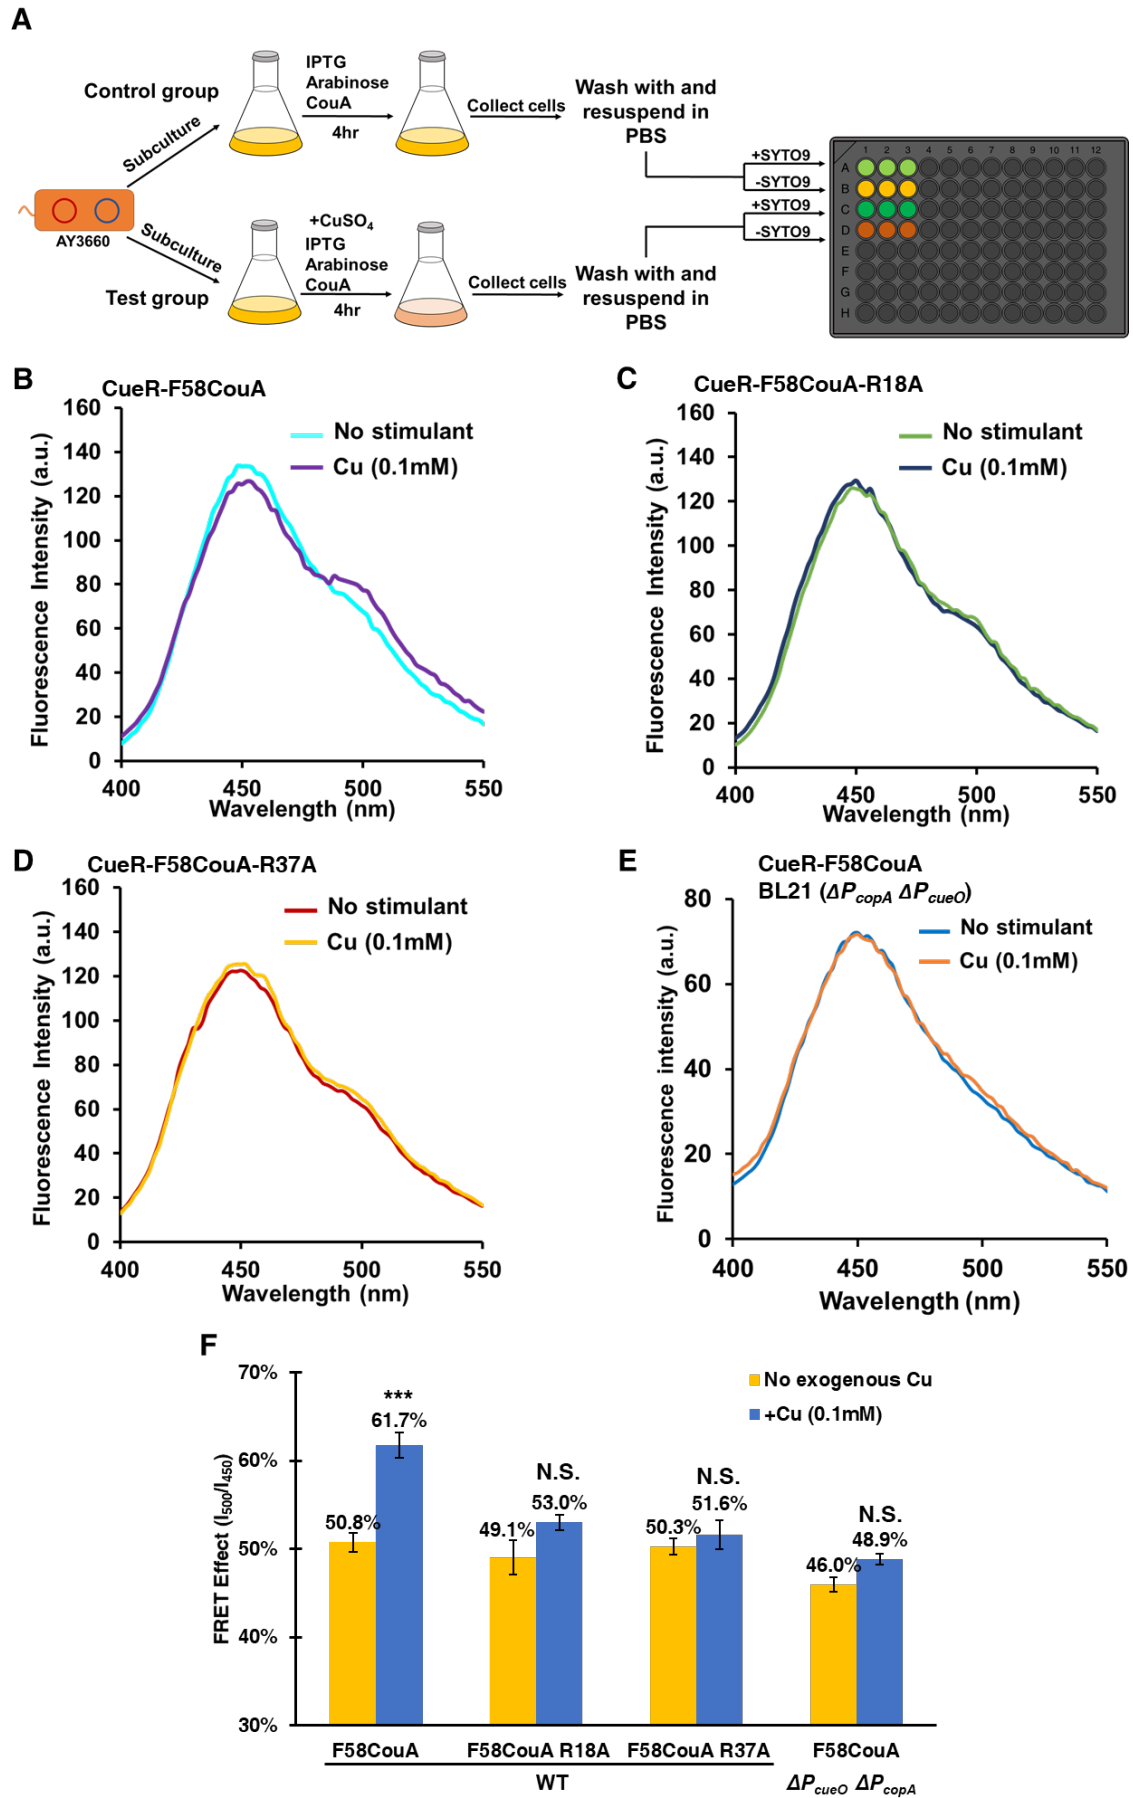 A
Control group
Subculture
IPTG
Arabinose
CouA
4hr
Collect cells
Wash with and
resuspend in
PBS
+SYTO9
-SYTO9
+SYTO9
-SYTO9
AY3660
Subculture
Test group
+CuSO4
IPTG
Arabinose
CouA
4hr
Collect cells
Wash with and
resuspend in
PBS
1 2 3 4 5 6 7 8 9 10 11 12
A
B
C
D
E
F
G
H
B
CueR-F58CouA
Fluorescence Intensity (a.u.)
160
140
120
100
80
60
40
20
0
No stimulant
Cu (0.1mM)
400 450 500 550
Wavelength (nm)
C
CueR-F58CouA-R18A
Fluorescence Intensity (a.u.)
160
140
120
100
80
60
40
20
0
No stimulant
Cu (0.1mM)
400 450 500 550
Wavelength (nm)
D
CueR-F58CouA-R37A
Fluorescence Intensity (a.u.)
160
140
120
100
80
60
40
20
0
No stimulant
Cu (0.1mM)
400 450 500 550
Wavelength (nm)
E
CueR-F58CouA
BL21 (ΔPcopA ΔPcueO)
Fluorescence intensity (a.u.)
80
60
40
20
0
No stimulant
Cu (0.1mM)
400 450 500 550
Wavelength (nm)
F
FRET Effect (I500/I450)
70%
60%
50%
40%
30%
No exogenous Cu
+Cu (0.1mM)
***
61.7%
50.8%
N.S.
53.0%
49.1%
N.S.
51.6%
50.3%
N.S.
48.9%
46.0%
F58CouA F58CouA R18A F58CouA R37A F58CouA
WT ΔPcueO ΔPcopA